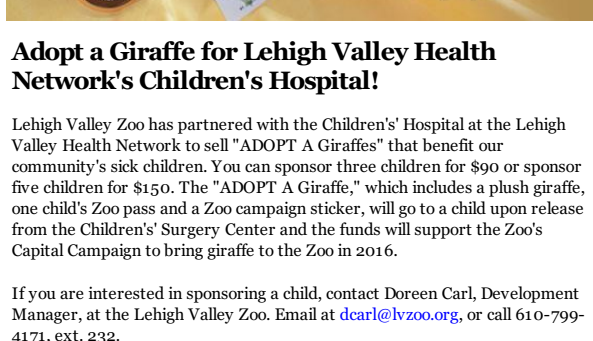 Adopt a Giraffe for Lehigh Valley Health
Network's Children's Hospital!
Lehigh Valley Zoo has partnered with the Children's' Hospital at the Lehigh
Valley Health Network to sell "ADOPT A Giraffes" that benefit our
community's sick children. You can sponsor three children for $90 or sponsor
five children for $150. The "ADOPT A Giraffe," which includes a plush giraffe,
one child's Zoo pass and a Zoo campaign sticker, will go to a child upon release
from the Children's' Surgery Center and the funds will support the Zoo's
Capital Campaign to bring giraffe to the Zoo in 2016.
If you are interested in sponsoring a child, contact Doreen Carl, Development
Manager, at the Lehigh Valley Zoo. Email at dcarl@lvzoo.org, or call 610-799-
4171, ext. 232.